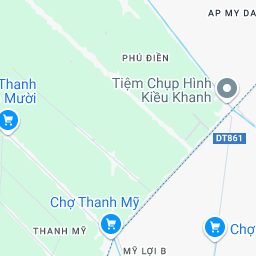 AP MY DA
PHÚ ĐIỀN
Tiệm Chụp Hình
Kiều Khanh
Thanh
Mười
DT861
Chợ Thanh Mỹ
THANH MỸ
Chợ
MỸ LỢI B